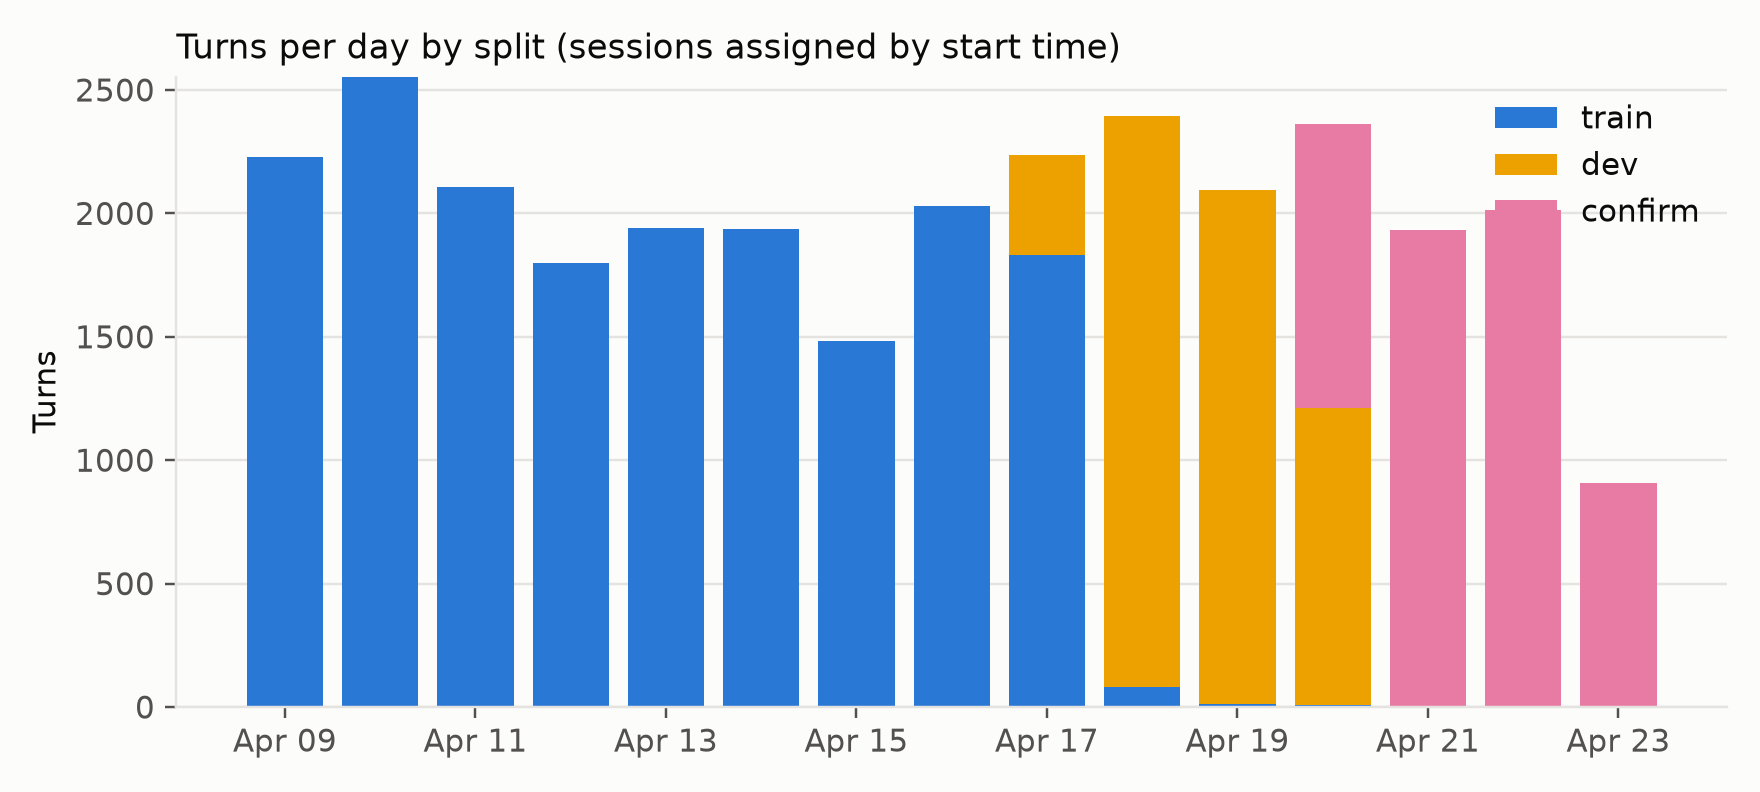 Turns per day by split (sessions assigned by start time)
train
dev
confirm
Turns
2500
2000
1500
1000
500
0
Apr 09
Apr 11
Apr 13
Apr 15
Apr 17
Apr 19
Apr 21
Apr 23